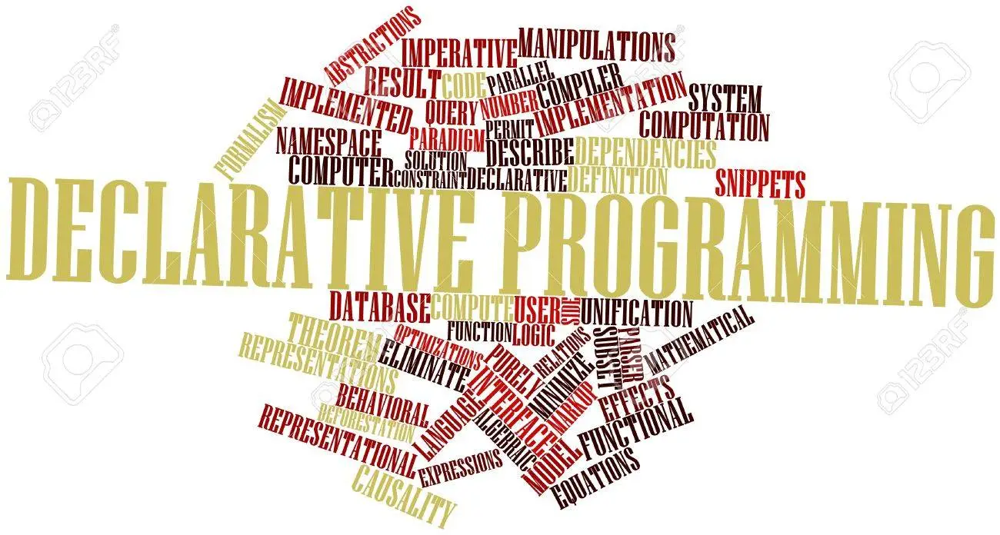 ABSTRACTIONS
IMPERATIVE
MANIPULATIONS
RESULT
CODE
PARALLEL
COMPILER
IMPLEMENTATION
IMPLEMENTED
QUERY
NUMBER
SYSTEM
FORMALISM
NAMESPACE
PARADIGM
PERMIT
COMPUTATION
SOLUTION
DESCRIBE
DEPENDENCIES
COMPUTER
CONSTRAINT
DECLARATIVE
DEFINITION
SNIPPETS
DECLARATIVE PROGRAMMING
DATABASE
COMPUTE
USER
SIDE
UNIFICATION
THEOREM
OPTIMIZATIONS
FUNCTION
LOGIC
RELATIONS
SUBSET
PARSER
MATHEMATICAL
REPRESENTATIONS
ELIMINATE
PURELY
MINIMIZE
BEHAVIORAL
LANGUAGE
INTERFACE
MARKUP
EFFECTS
DEFORESTATION
REPRESENTATIONAL
ALGEBRAIC
FUNCTIONAL
EXPRESSIONS
MODEL
EQUATIONS
CAUSALITY
123RF
123RF
123RF
123RF
123RF
123RF